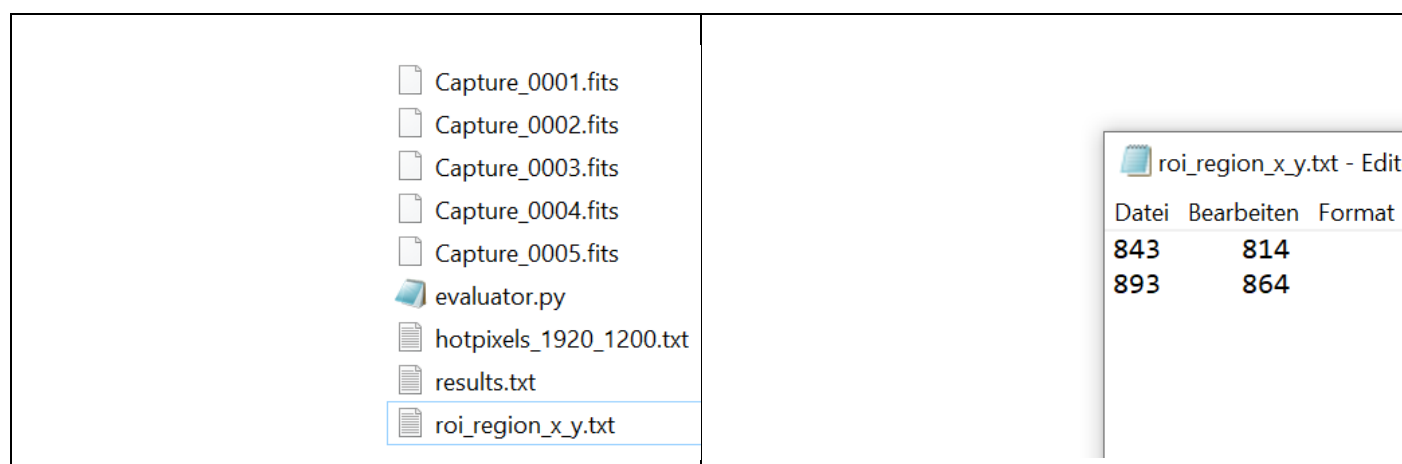 Capture_0001.fits
Capture_0002.fits
Capture_0003.fits
Capture_0004.fits
Capture_0005.fits
evaluator.py
hotpixels_1920_1200.txt
results.txt
roi_region_x_y.txt
roi_region_x_y.txt - Edit
Datei Bearbeiten Format
843 814
893 864